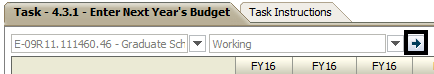 Task - 4.3.1 - Enter Next Year's Budget Task Instructions
E-09R11.111460.46 - Graduate Sch Working
FY16 FY16 FY16